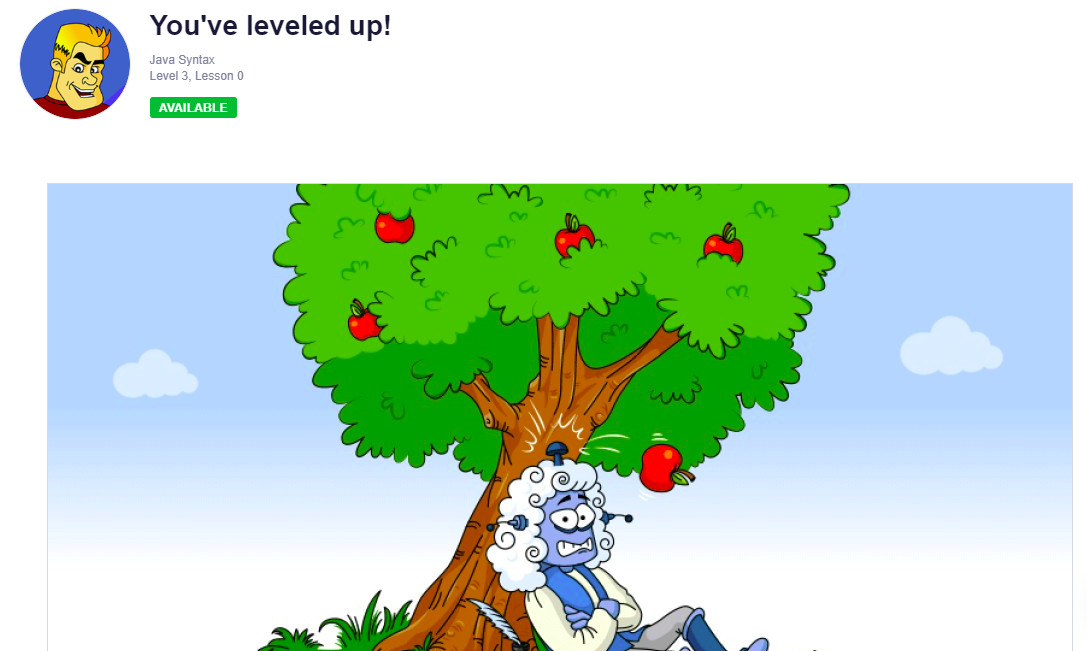 You've leveled up!
Java Syntax
Level 3, Lesson 0
AVAILABLE